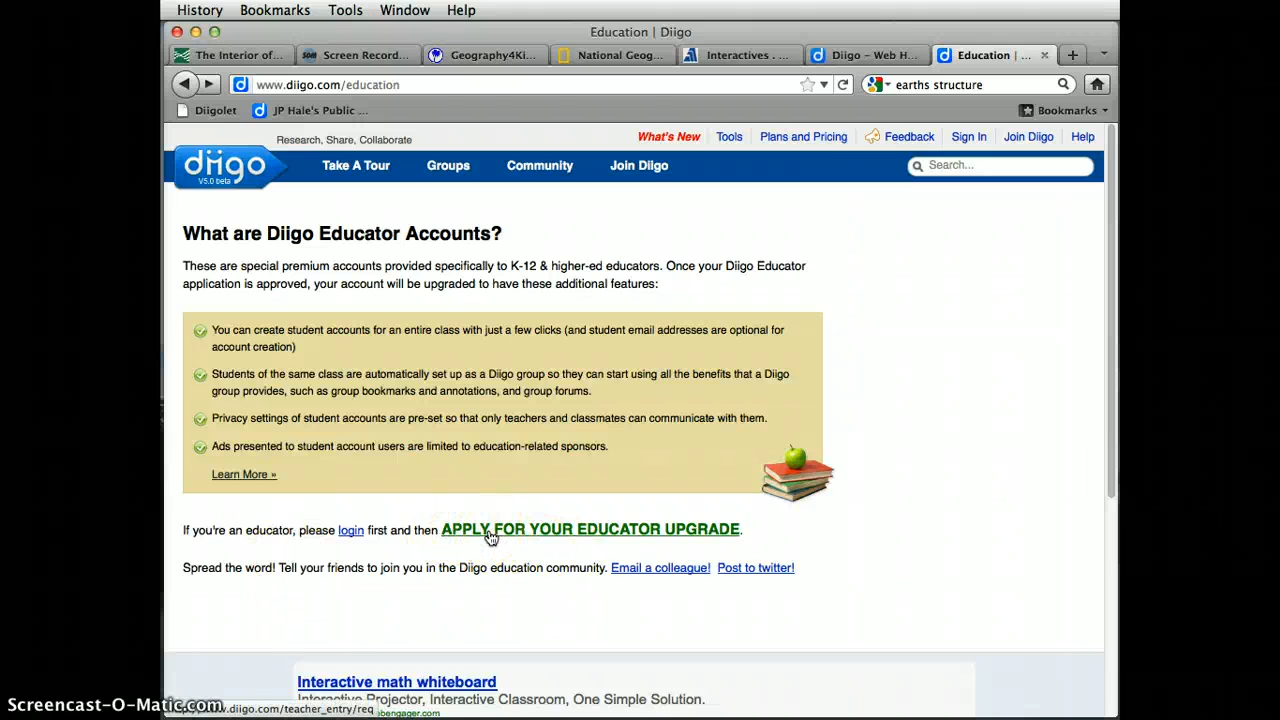 History Bookmarks Tools Window Help
Education | Diigo
The Interior of... Screen Record... Geography4Ki... National Geog... Interactives . ... Diigo – Web H... Education | ...
www.diigo.com/education earths structure
Diigolet JP Hale's Public ... Bookmarks
Research, Share, Collaborate What's New Tools Plans and Pricing Feedback Sign In Join Diigo Help
diigo Take A Tour Groups Community Join Diigo Search...
V5.0 beta
What are Diigo Educator Accounts?
These are special premium accounts provided specifically to K-12 & higher-ed educators. Once your Diigo Educator
application is approved, your account will be upgraded to have these additional features:
You can create student accounts for an entire class with just a few clicks (and student email addresses are optional for
account creation)
Students of the same class are automatically set up as a Diigo group so they can start using all the benefits that a Diigo
group provides, such as group bookmarks and annotations, and group forums.
Privacy settings of student accounts are pre-set so that only teachers and classmates can communicate with them.
Ads presented to student account users are limited to education-related sponsors.
Learn More »
If you're an educator, please login first and then APPLY FOR YOUR EDUCATOR UPGRADE.
Spread the word! Tell your friends to join you in the Diigo education community. Email a colleague! Post to twitter!
Interactive math whiteboard
Interactive Projector, Interactive Classroom, One Simple Solution.
Screencast-O-Matic.com
www.diigo.com/teacher_entry/req